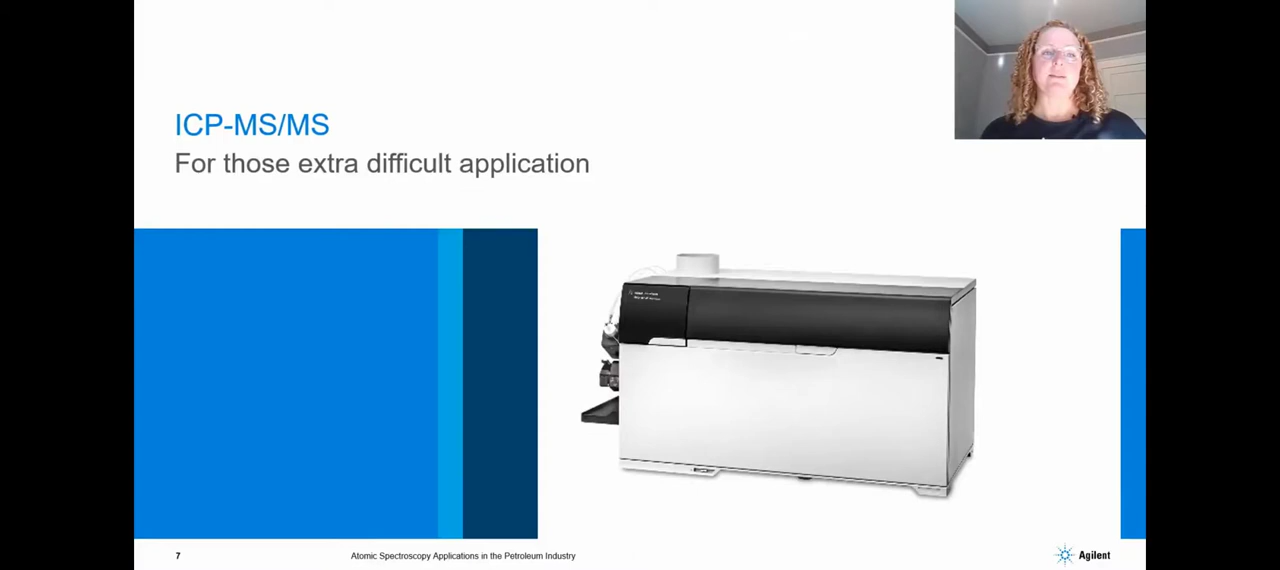 ICP-MS/MS
For those extra difficult application
7
Atomic Spectroscopy Applications in the Petroleum Industry
Agilent